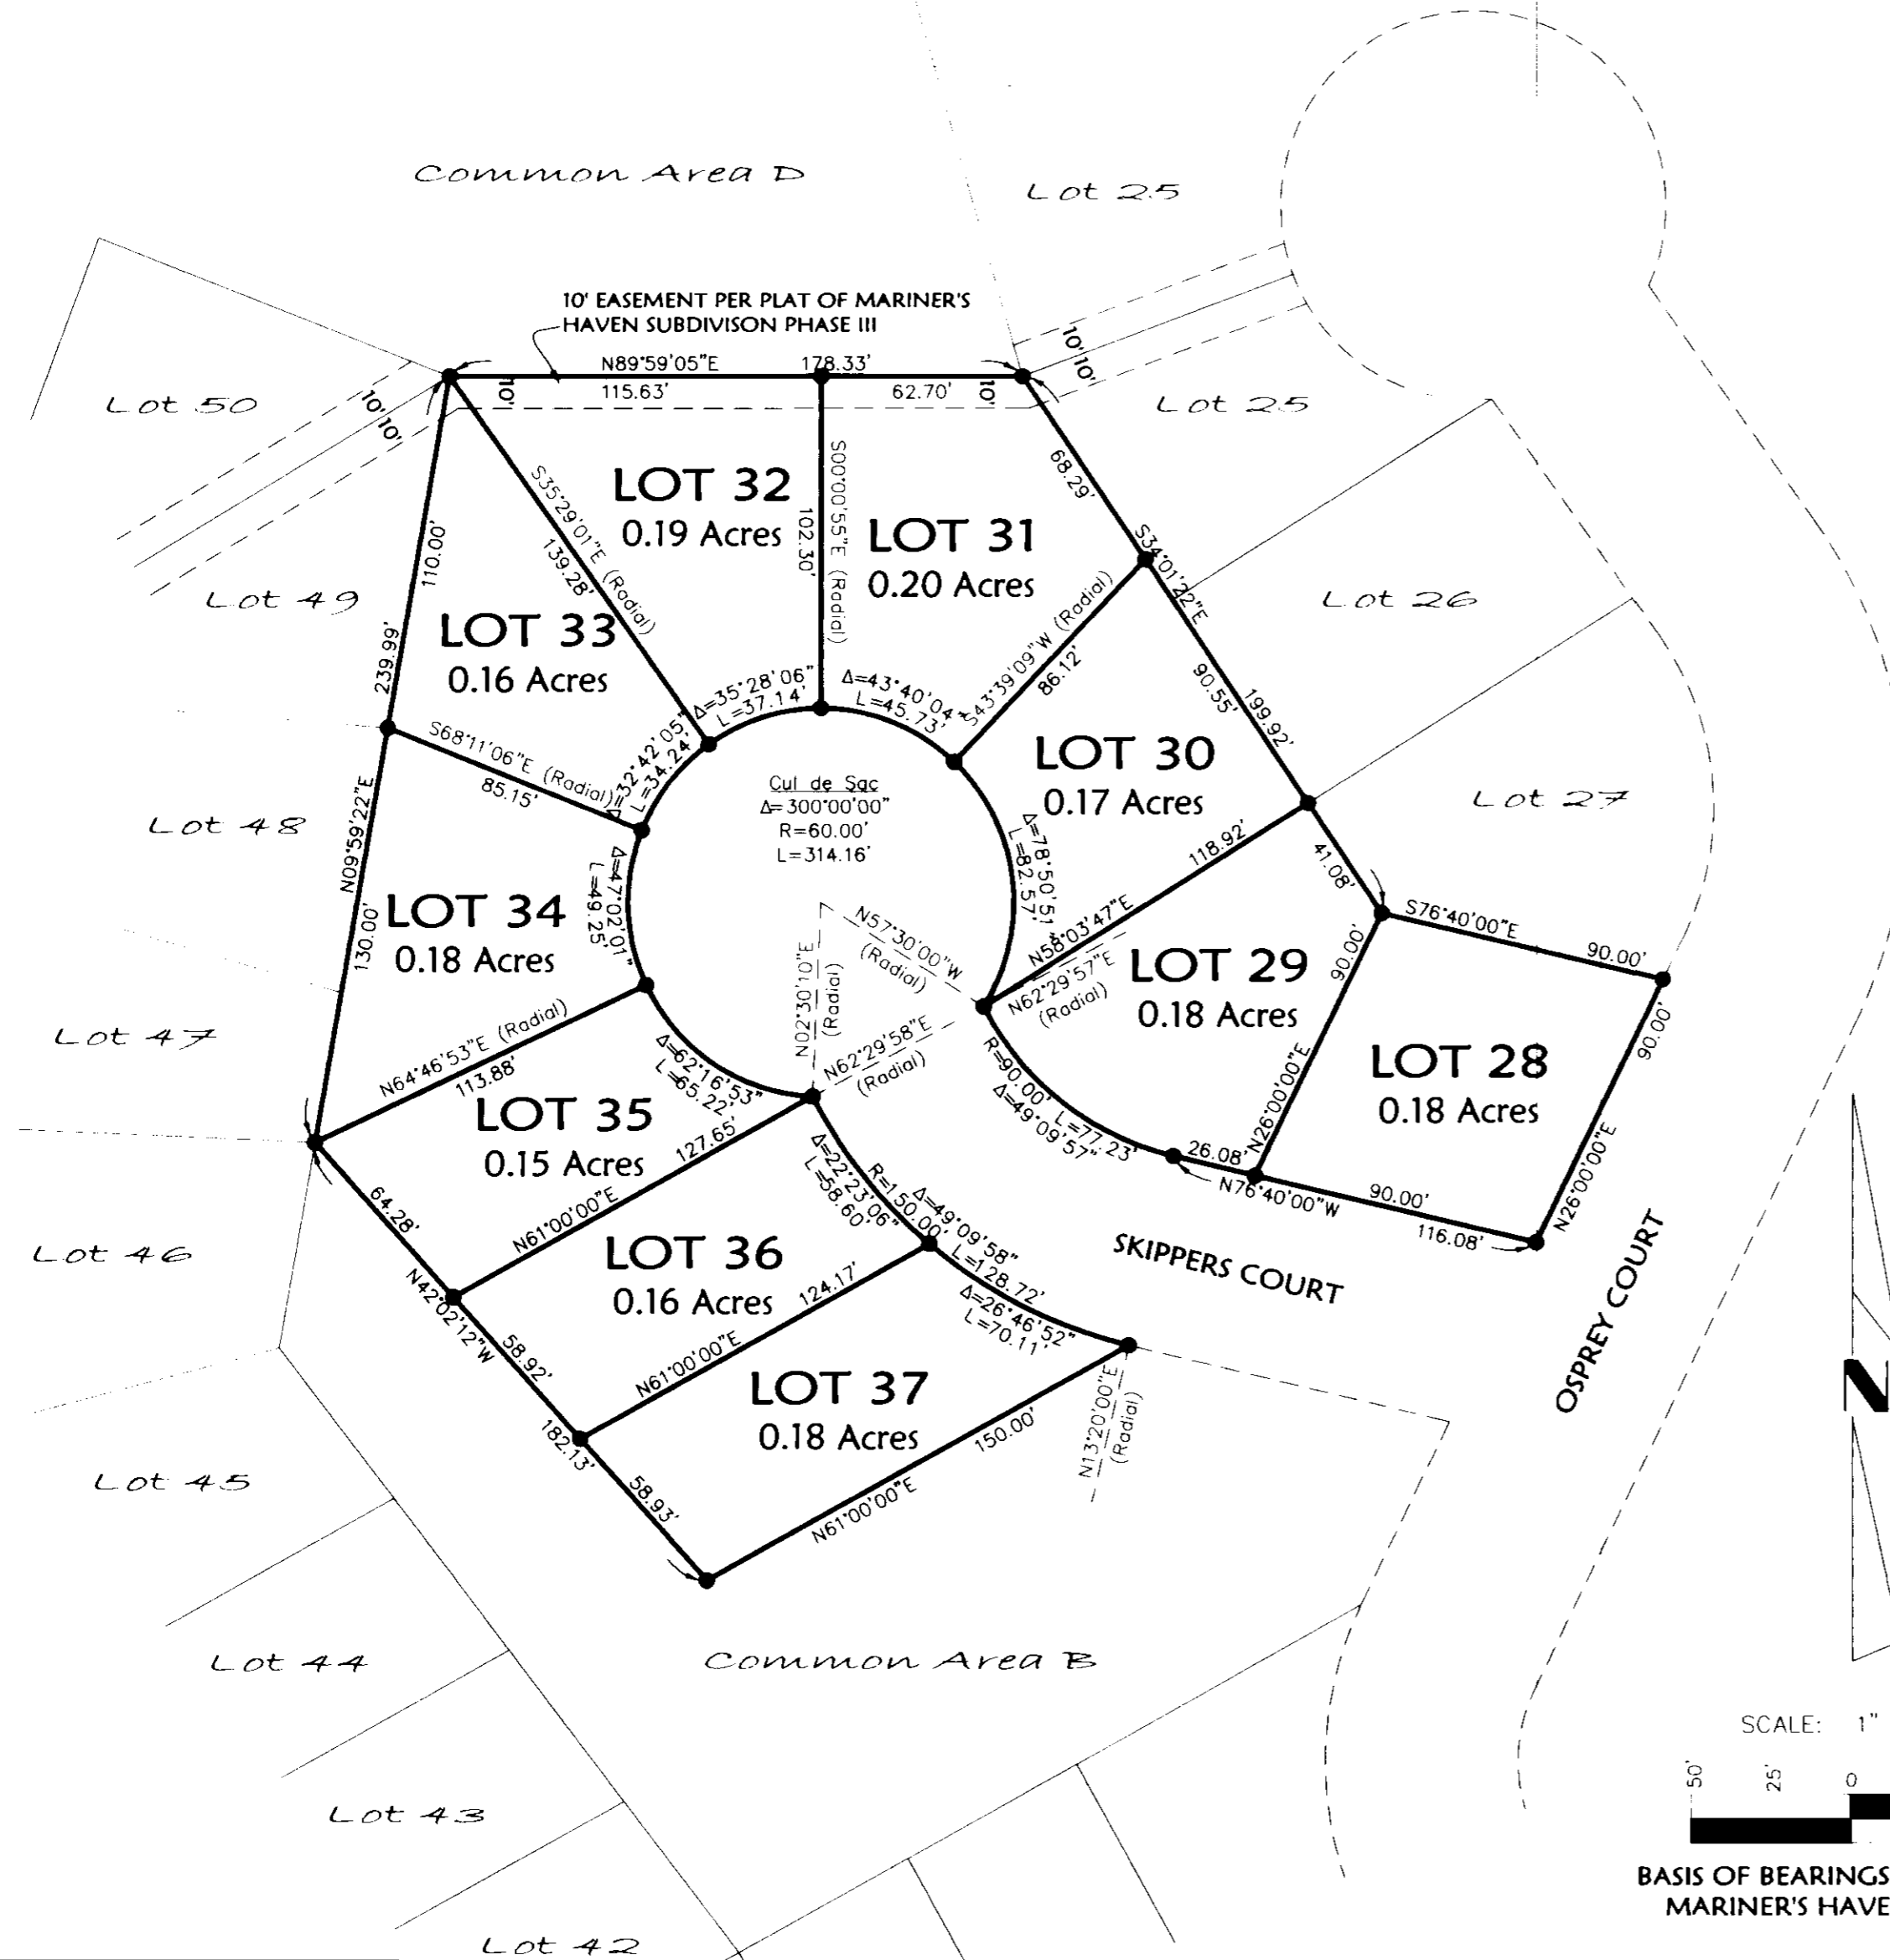 Common Area D
Lot 25
10' EASEMENT PER PLAT OF MARINER'S
HAVEN SUBDIVISON PHASE III
N89°59'05"E
178.33'
115.63'
62.70'
10'
10'
10'10'
10'10'
Lot 50
Lot 25
LOT 32
0.19 Acres
LOT 31
0.20 Acres
S35°29'01"E (Radial)
139.28'
S00°00'55"E (Radial)
102.30'
68.29'
S34°01'22"E
110.00'
Lot 49
Lot 26
LOT 33
0.16 Acres
239.99'
S43°39'09"W (Radial)
86.12'
90.55'
199.92'
Δ=35°28'06"
L=37.14'
Δ=43°40'04"
L=45.73'
S68°11'06"E (Radial)
85.15'
Δ=32°42'05"
L=34.24'
LOT 30
0.17 Acres
Cul de Sac
Δ=300°00'00"
R=60.00'
L=314.16'
Lot 27
Lot 48
N09°59'22"E
Δ=78°50'51"
L=82.57'
118.92'
41.08'
LOT 34
0.18 Acres
130.00'
Δ=47°02'01"
L=49.25'
N57°30'00"W
(Radial)
N58°03'47"E
N62°29'57"E
(Radial)
LOT 29
0.18 Acres
90.00'
S76°40'00"E
90.00'
Lot 47
N64°46'53"E (Radial)
113.88'
N02°30'10"E
(Radial)
N62°29'58"E
(Radial)
R=90.00' L=77.23'
Δ=49°09'57"
N26°00'00"E
LOT 28
0.18 Acres
90.00'
N26°00'00"E
Δ=62°16'53"
L=65.22'
LOT 35
0.15 Acres
127.65'
N61°00'00"E
64.28'
26.08'
N76°40'00"W
90.00'
116.08'
Lot 46
Δ=22°23'06"
L=58.60'
R=150.00'
Δ=49°09'58"
L=128.72'
Δ=26°46'52"
L=70.11'
SKIPPERS COURT
OSPREY COURT
LOT 36
0.16 Acres
124.17'
N61°00'00"E
N42°02'12"W
58.92'
N
LOT 37
0.18 Acres
182.13'
58.93'
150.00'
N61°00'00"E
N13°20'00"E
(Radial)
Lot 45
Lot 44
Common Area B
Lot 43
Lot 42
SCALE: 1"
50'
25'
0
BASIS OF BEARINGS
MARINER'S HAVE